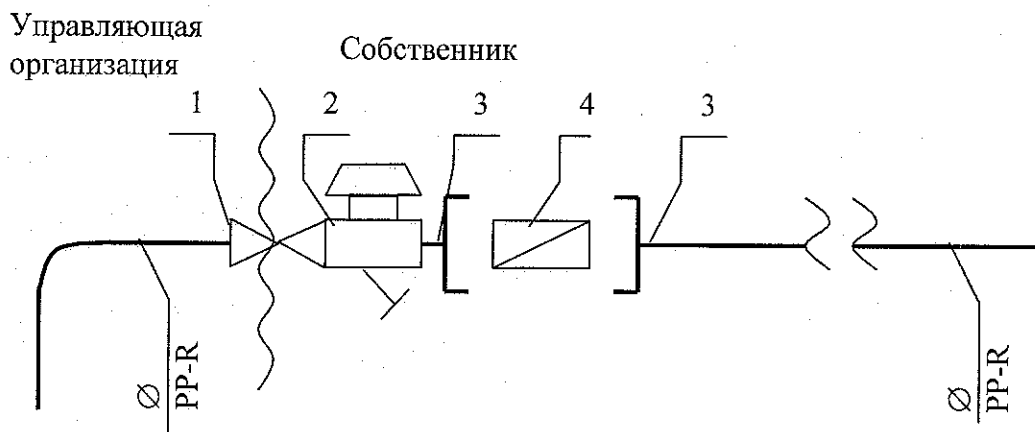 Управляющая
организация
Собственник
1
2
3
4
3
Ø
PP-R
Ø
PP-R